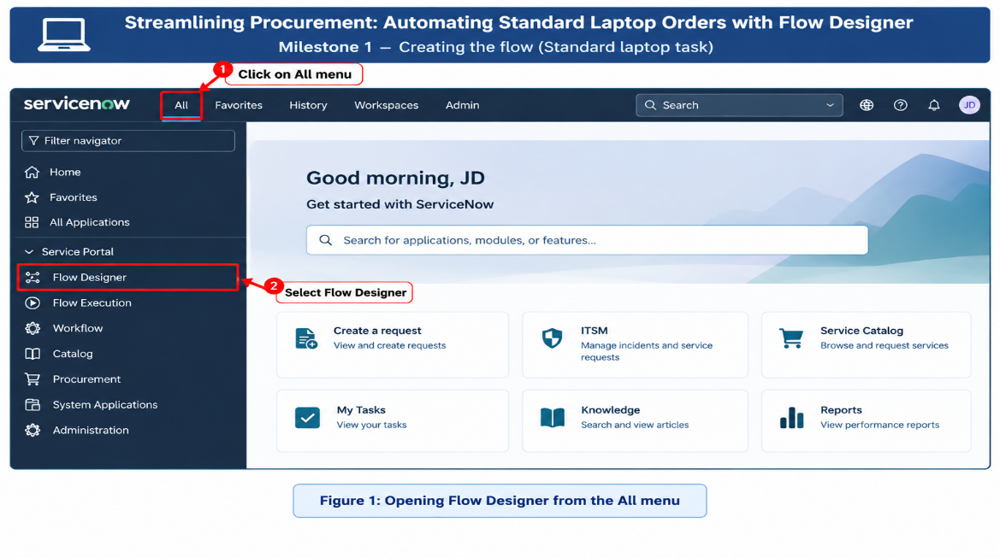 Streamlining Procurement: Automating Standard Laptop Orders with Flow Designer
Milestone 1 — Creating the flow (Standard laptop task)
1
Click on All menu
servicenow
All
Favorites
History
Workspaces
Admin
Search
JD
Filter navigator
Home
Favorites
All Applications
Service Portal
Flow Designer
Flow Execution
Workflow
Catalog
Procurement
System Applications
Administration
Good morning, JD
Get started with ServiceNow
Search for applications, modules, or features...
2
Select Flow Designer
Create a request
View and create requests
ITSM
Manage incidents and service
requests
Service Catalog
Browse and request services
My Tasks
View your tasks
Knowledge
Search and view articles
Reports
View performance reports
Figure 1: Opening Flow Designer from the All menu